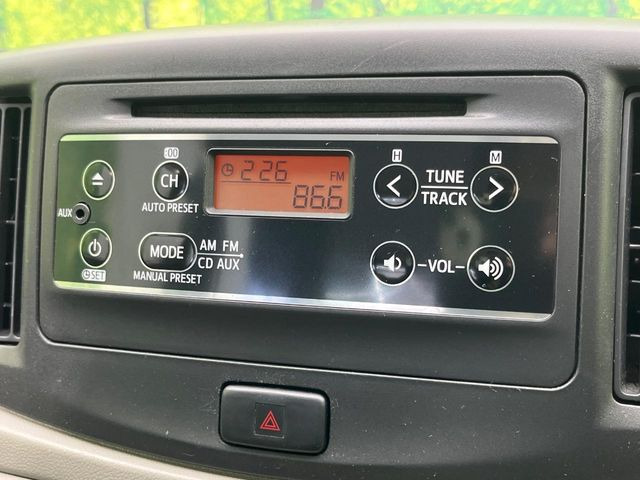 :00
CH
AUTO PRESET
AUX
SET
MODE
AM FM
CD AUX
MANUAL PRESET
2:26
FM
86.6
H
M
<
TUNE
TRACK
>
-VOL-